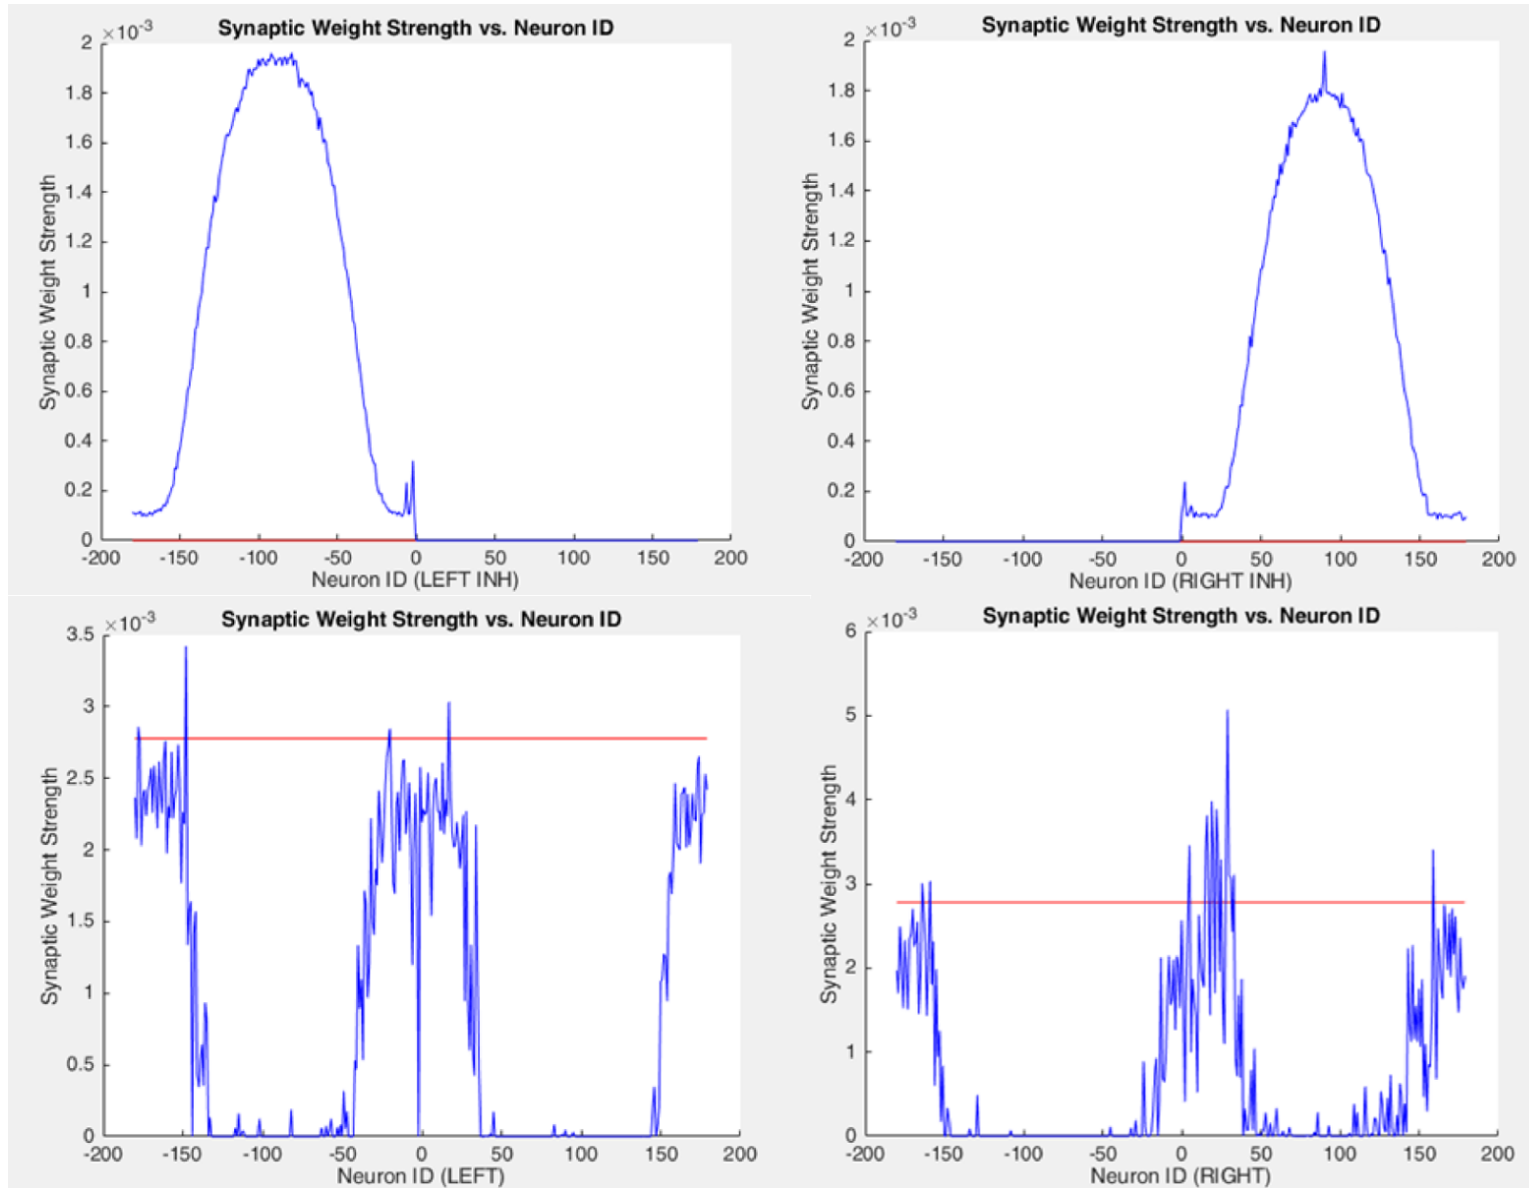 Synaptic Weight Strength vs. Neuron ID
×10-3
Synaptic Weight Strength
2
1.8
1.6
1.4
1.2
1
0.8
0.6
0.4
0.2
0
-200 -150 -100 -50 0 50 100 150 200
Neuron ID (LEFT INH)
Synaptic Weight Strength vs. Neuron ID
×10-3
Synaptic Weight Strength
2
1.8
1.6
1.4
1.2
1
0.8
0.6
0.4
0.2
0
-200 -150 -100 -50 0 50 100 150 200
Neuron ID (RIGHT INH)
Synaptic Weight Strength vs. Neuron ID
×10-3
Synaptic Weight Strength
3.5
3
2.5
2
1.5
1
0.5
0
-200 -150 -100 -50 0 50 100 150 200
Neuron ID (LEFT)
Synaptic Weight Strength vs. Neuron ID
×10-3
Synaptic Weight Strength
6
5
4
3
2
1
0
-200 -150 -100 -50 0 50 100 150 200
Neuron ID (RIGHT)